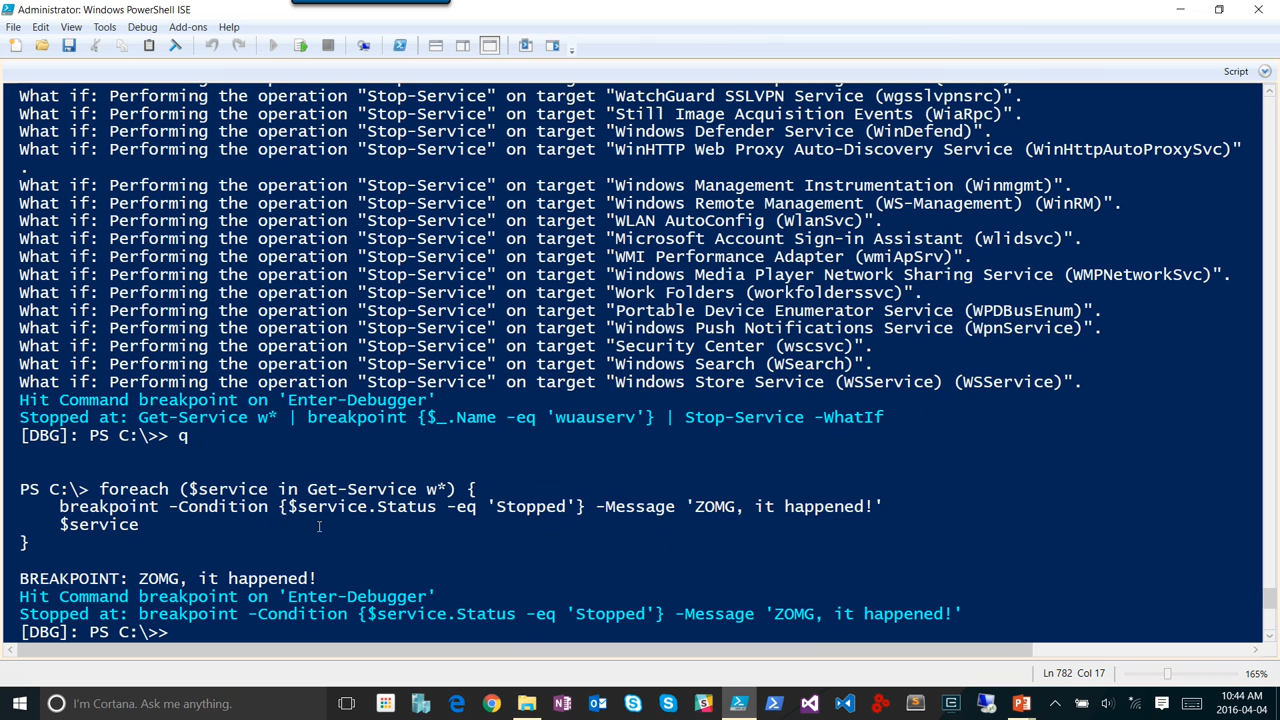 Administrator: Windows PowerShell ISE
File Edit View Tools Debug Add-ons Help
Script
What if: Performing the operation "Stop-Service" on target "WatchGuard SSLVPN Service (wgsslvpnsrc)".
What if: Performing the operation "Stop-Service" on target "Still Image Acquisition Events (WiaRpc)".
What if: Performing the operation "Stop-Service" on target "Windows Defender Service (WinDefend)".
What if: Performing the operation "Stop-Service" on target "WinHTTP Web Proxy Auto-Discovery Service (WinHttpAutoProxySvc)"
.
What if: Performing the operation "Stop-Service" on target "Windows Management Instrumentation (Winmgmt)".
What if: Performing the operation "Stop-Service" on target "Windows Remote Management (WS-Management) (WinRM)".
What if: Performing the operation "Stop-Service" on target "WLAN AutoConfig (WlanSvc)".
What if: Performing the operation "Stop-Service" on target "Microsoft Account Sign-in Assistant (wlidsvc)".
What if: Performing the operation "Stop-Service" on target "WMI Performance Adapter (wmiApSrv)".
What if: Performing the operation "Stop-Service" on target "Windows Media Player Network Sharing Service (WMPNetworkSvc)".
What if: Performing the operation "Stop-Service" on target "Work Folders (workfolderssvc)".
What if: Performing the operation "Stop-Service" on target "Portable Device Enumerator Service (WPDBusEnum)".
What if: Performing the operation "Stop-Service" on target "Windows Push Notifications Service (WpnService)".
What if: Performing the operation "Stop-Service" on target "Security Center (wscsvc)".
What if: Performing the operation "Stop-Service" on target "Windows Search (WSearch)".
What if: Performing the operation "Stop-Service" on target "Windows Store Service (WSService) (WSService)".
Hit Command breakpoint on 'Enter-Debugger'
Stopped at: Get-Service w* | breakpoint {$_.Name -eq 'wuauserv'} | Stop-Service -WhatIf
[DBG]: PS C:\>> q
PS C:\> foreach ($service in Get-Service w*) {
breakpoint -Condition {$service.Status -eq 'Stopped'} -Message 'ZOMG, it happened!'
$service
}
BREAKPOINT: ZOMG, it happened!
Hit Command breakpoint on 'Enter-Debugger'
Stopped at: breakpoint -Condition {$service.Status -eq 'Stopped'} -Message 'ZOMG, it happened!'
[DBG]: PS C:\>>
Ln 782 Col 17
165%
I'm Cortana. Ask me anything.
10:44 AM
2016-04-04